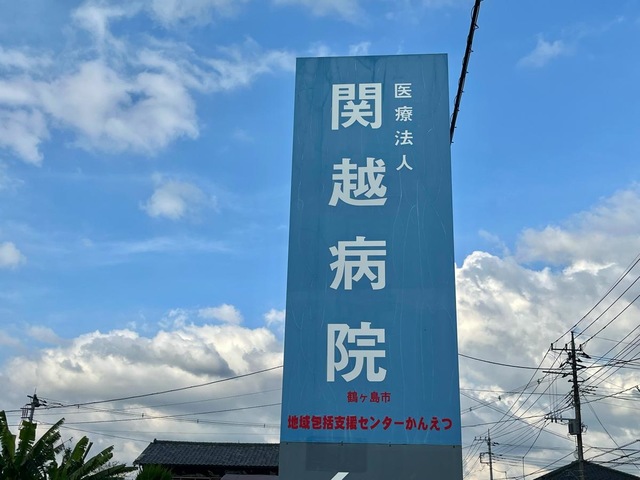 医療法人
関越病院
鶴ヶ島市
地域包括支援センターかんえつ